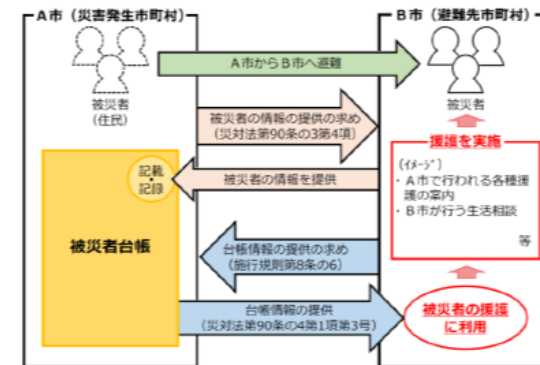 A市（災害発生市町村）
B市（避難先市町村）
A市からB市へ避難
被災者
（住民）
被災者
被災者の情報の提供の求め
（災対法第90条の3第4項）
援護を実施
（ｲﾒｰｼﾞ）
・A市で行われる各種援
護の案内
・B市が行う生活相談
等
記載
・
記録
被災者の情報を提供
被災者台帳
台帳情報の提供の求め
（施行規則第8条の6）
台帳情報の提供
（災対法第90条の4第1項第3号）
被災者の援護
に利用